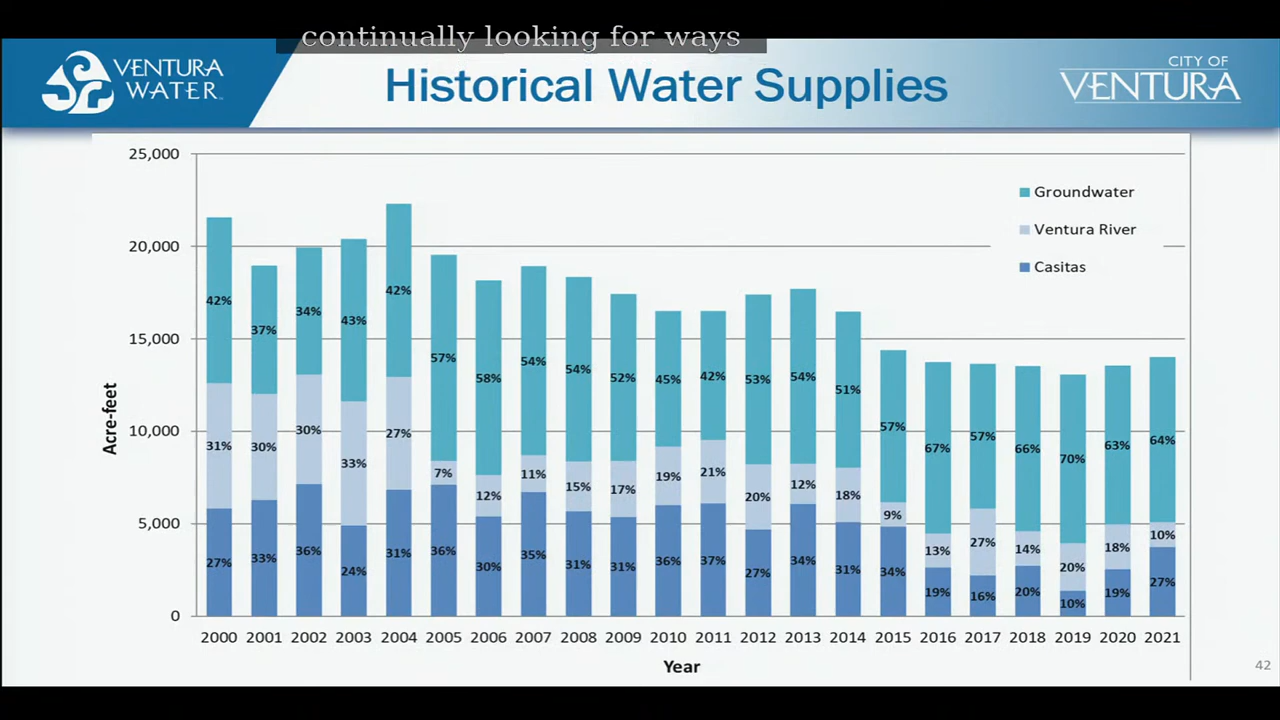 continually looking for ways
VENTURA
WATER
Historical Water Supplies
CITY OF
VENTURA
25,000
20,000
15,000
10,000
5,000
0
Acre-feet
Groundwater
Ventura River
Casitas
42% 37% 34% 43% 42% 57% 58% 54% 54% 52% 45% 42% 53% 54% 51% 57% 67% 57% 66% 70% 63% 64%
31% 30% 30% 33% 27% 7% 12% 11% 15% 17% 19% 21% 20% 12% 18% 9% 13% 27% 14% 20% 18% 10%
27% 33% 36% 24% 31% 36% 30% 35% 31% 31% 36% 37% 27% 34% 31% 34% 19% 16% 20% 10% 19% 27%
2000 2001 2002 2003 2004 2005 2006 2007 2008 2009 2010 2011 2012 2013 2014 2015 2016 2017 2018 2019 2020 2021
Year
42